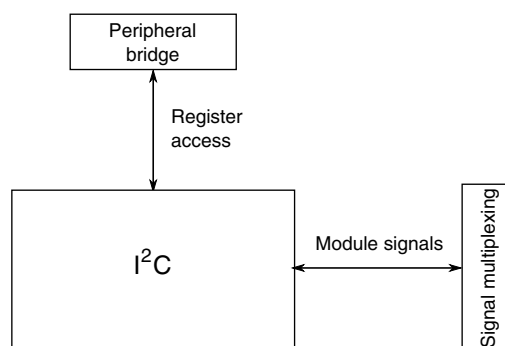 Peripheral
bridge
Register
access
I²C
Module signals
Signal multiplexing